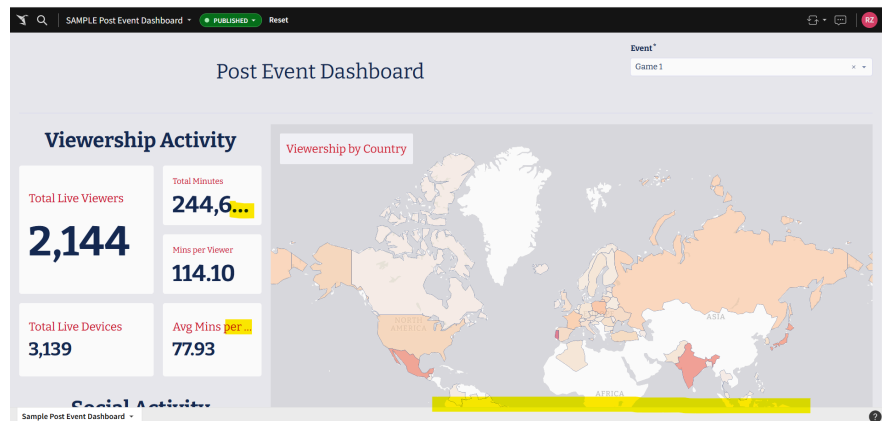 SAMPLE Post Event Dashboard
PUBLISHED
Reset
RZ
Post Event Dashboard
Event*
Game 1
Viewership Activity
Total Live Viewers
2,144
Total Minutes
244,6...
Mins per Viewer
114.10
Total Live Devices
3,139
Avg Mins per ...
77.93
Social Activity
Viewership by Country
NORTH
AMERICA
ASIA
AFRICA
Sample Post Event Dashboard
?